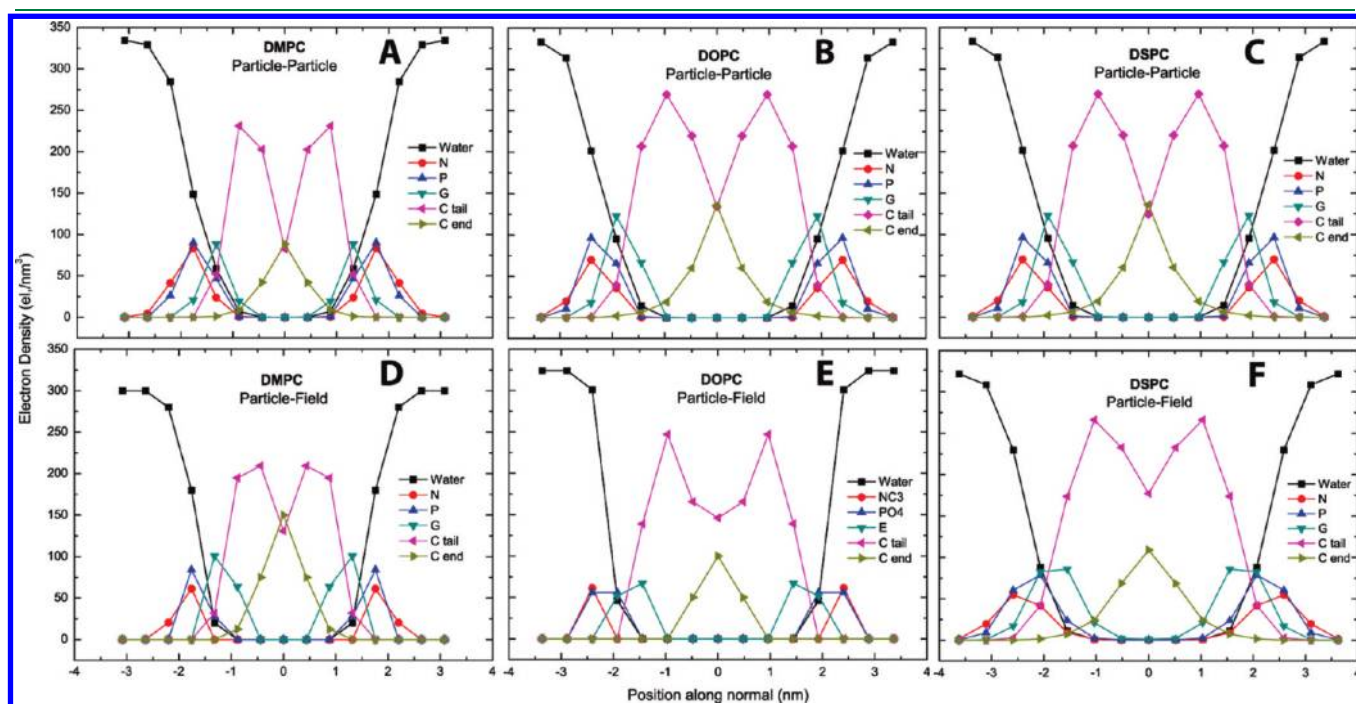 350
300
250
200
150
100
50
0
DMPC
Particle-Particle
A
Water
N
P
G
C tail
C end
DOPC
Particle-Particle
B
Water
N
P
G
C tail
C end
DSPC
Particle-Particle
C
Water
N
P
G
C tail
C end
Electron Density (el./nm³)
350
300
250
200
150
100
50
0
DMPC
Particle-Field
D
Water
N
P
G
C tail
C end
-4 -3 -2 -1 0 1 2 3 4
DOPC
Particle-Field
E
Water
NC3
PO4
E
C tail
C end
-3 -2 -1 0 1 2 3
DSPC
Particle-Field
F
Water
N
P
G
C tail
C end
-3 -2 -1 0 1 2 3 4
Position along normal (nm)